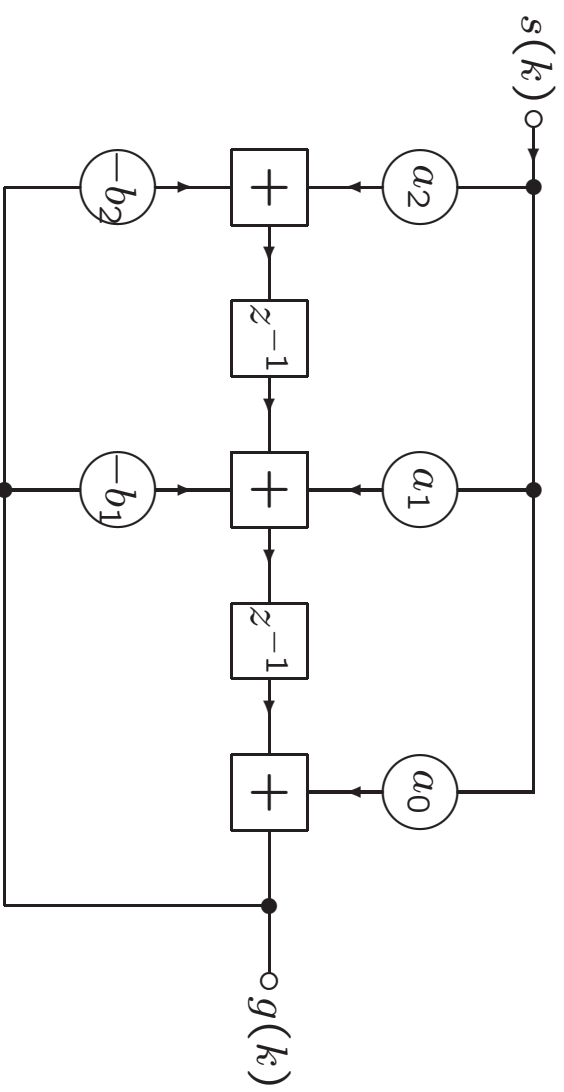 s(k)
a₂
a₁
a₀
+
z⁻¹
+
z⁻¹
+
g(k)
−b₂
−b₁